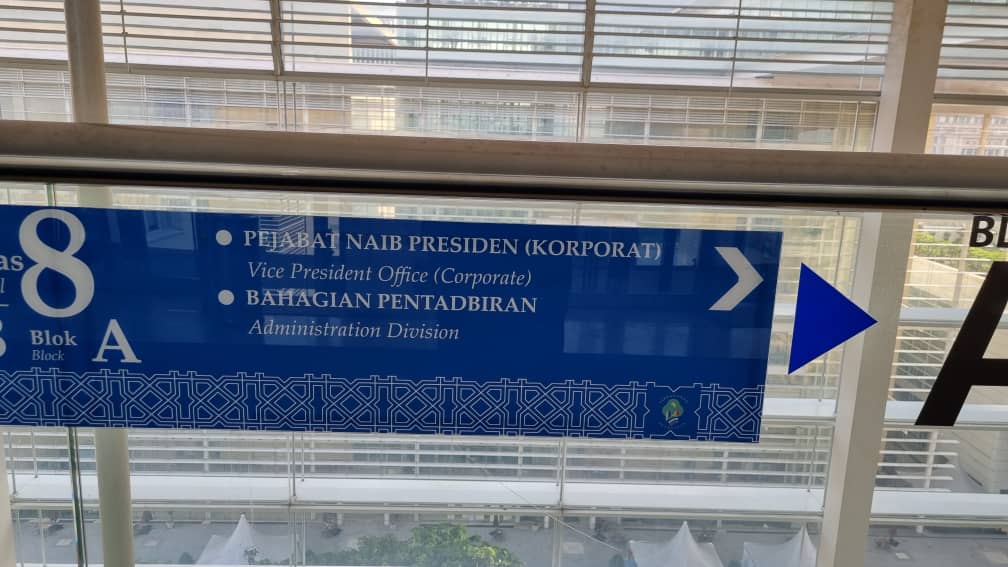 8
Blok
Block
A
PEJABAT NAIB PRESIDEN (KORPORAT)
Vice President Office (Corporate)
BAHAGIAN PENTADBIRAN
Administration Division